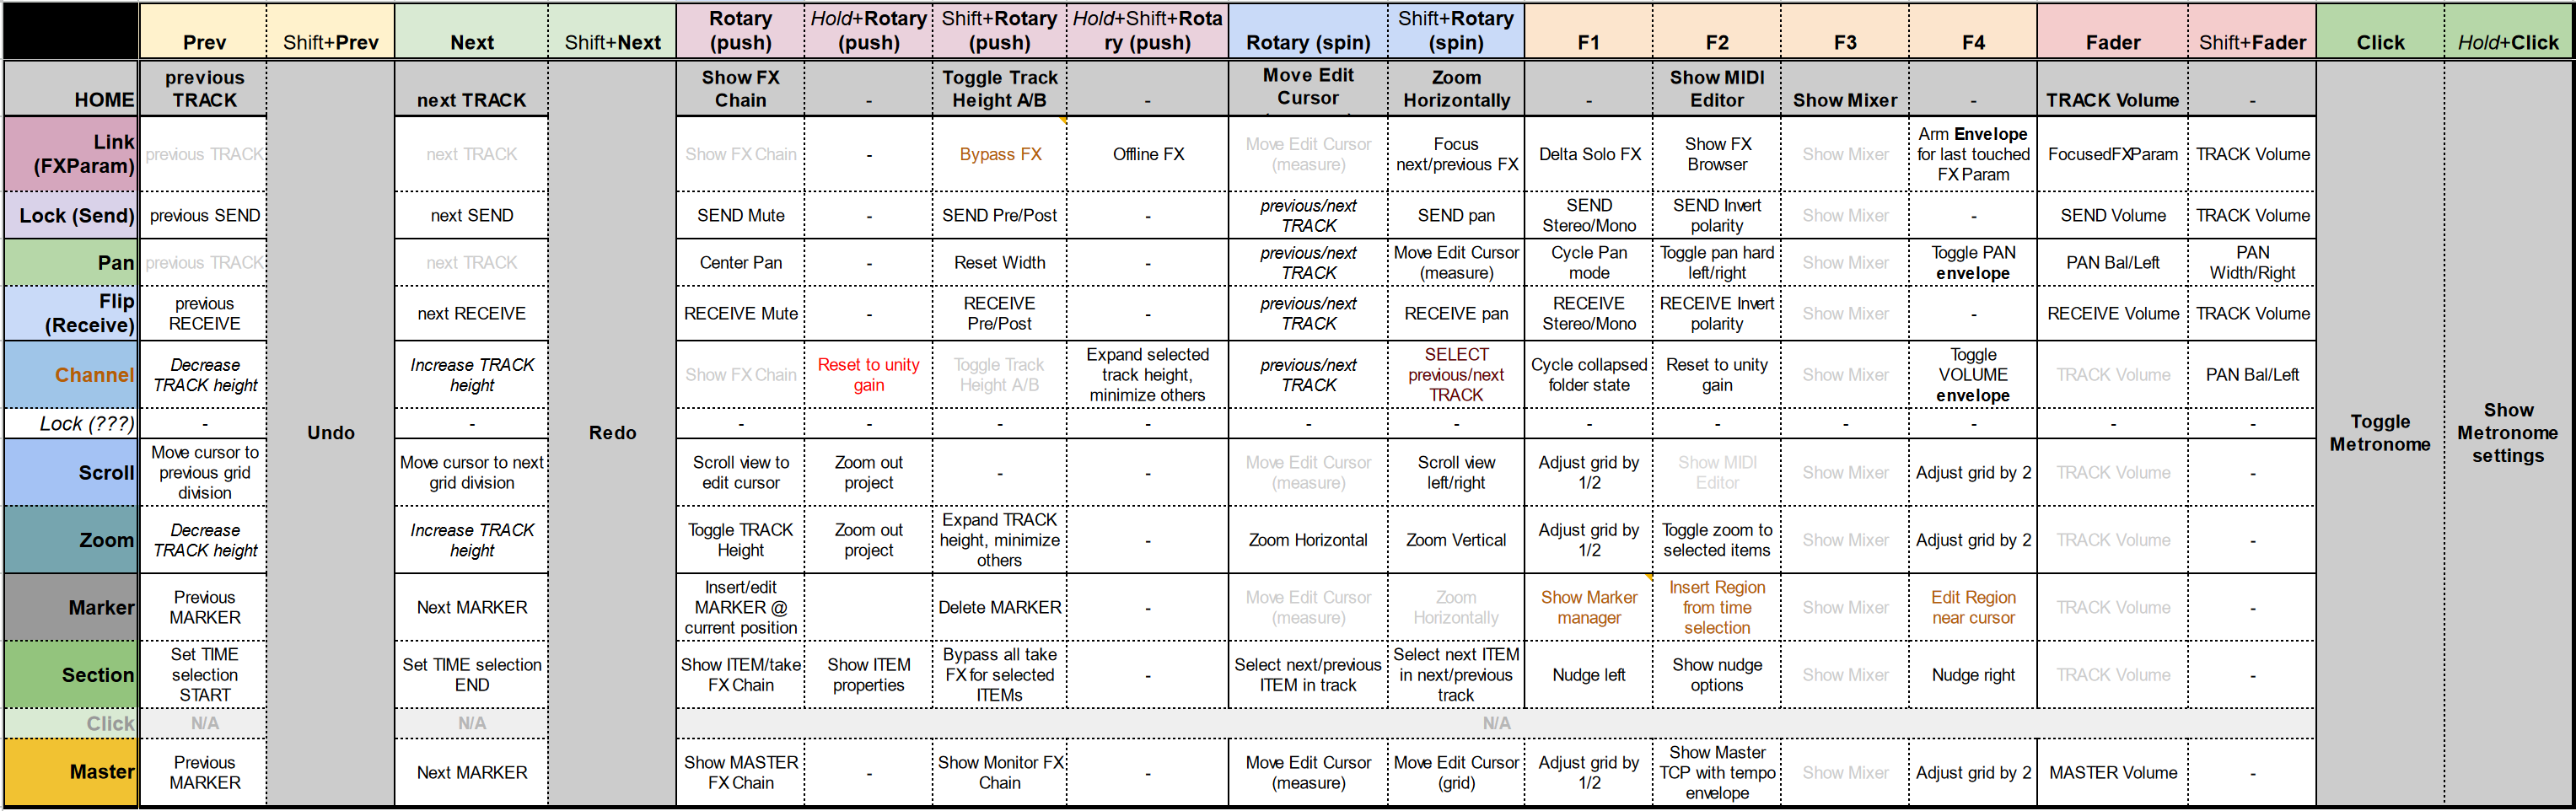 Prev
Shift+Prev
Next
Shift+Next
Rotary
(push)
Hold+Rotary
(push)
Shift+Rotary
(push)
Hold+Shift+Rota
ry (push)
Rotary (spin)
Shift+Rotary
(spin)
F1
F2
F3
F4
Fader
Shift+Fader
Click
Hold+Click
HOME
previous
TRACK
next TRACK
Show FX
Chain
-
Toggle Track
Height A/B
-
Move Edit
Cursor
Zoom
Horizontally
-
Show MIDI
Editor
Show Mixer
-
TRACK Volume
-
Link
(FXParam)
previous TRACK
next TRACK
Show FX Chain
-
Bypass FX
Offline FX
Move Edit Cursor
(measure)
Focus
next/previous FX
Delta Solo FX
Show FX
Browser
Show Mixer
Arm Envelope
for last touched
FX Param
FocusedFXParam
TRACK Volume
Lock (Send)
previous SEND
next SEND
SEND Mute
-
SEND Pre/Post
-
previous/next
TRACK
SEND pan
SEND
Stereo/Mono
SEND Invert
polarity
Show Mixer
-
SEND Volume
TRACK Volume
Pan
previous TRACK
next TRACK
Center Pan
-
Reset Width
-
previous/next
TRACK
Move Edit Cursor
(measure)
Cycle Pan
mode
Toggle pan hard
left/right
Show Mixer
Toggle PAN
envelope
PAN Bal/Left
PAN
Width/Right
Flip
(Receive)
previous
RECEIVE
next RECEIVE
RECEIVE Mute
-
RECEIVE
Pre/Post
-
previous/next
TRACK
RECEIVE pan
RECEIVE
Stereo/Mono
RECEIVE Invert
polarity
Show Mixer
-
RECEIVE Volume
TRACK Volume
Channel
Decrease
TRACK height
Increase TRACK
height
Show FX Chain
Reset to unity
gain
Toggle Track
Height A/B
Expand selected
track height,
minimize others
previous/next
TRACK
SELECT
previous/next
TRACK
Cycle collapsed
folder state
Reset to unity
gain
Show Mixer
Toggle
VOLUME
envelope
TRACK Volume
PAN Bal/Left
Lock (???)
-
Undo
-
Redo
-
-
-
-
-
-
-
-
-
-
-
-
Toggle
Metronome
Show
Metronome
settings
Scroll
Move cursor to
previous grid
division
Move cursor to next
grid division
Scroll view to
edit cursor
Zoom out
project
-
-
Move Edit Cursor
(measure)
Scroll view
left/right
Adjust grid by
1/2
Show MIDI
Editor
Show Mixer
Adjust grid by 2
TRACK Volume
-
Zoom
Decrease
TRACK height
Increase TRACK
height
Toggle TRACK
Height
Zoom out
project
Expand TRACK
height, minimize
others
-
Zoom Horizontal
Zoom Vertical
Adjust grid by
1/2
Toggle zoom to
selected items
Show Mixer
Adjust grid by 2
TRACK Volume
-
Marker
Previous
MARKER
Next MARKER
Insert/edit
MARKER @
current position
Delete MARKER
-
Move Edit Cursor
(measure)
Zoom
Horizontally
Show Marker
manager
Insert Region
from time
selection
Show Mixer
Edit Region
near cursor
TRACK Volume
-
Section
Set TIME
selection
START
Set TIME selection
END
Show ITEM/take
FX Chain
Show ITEM
properties
Bypass all take
FX for selected
ITEMs
-
Select next/previous
ITEM in track
Select next ITEM
in next/previous
track
Nudge left
Show nudge
options
Show Mixer
Nudge right
TRACK Volume
-
Click
N/A
N/A
N/A
Master
Previous
MARKER
Next MARKER
Show MASTER
FX Chain
-
Show Monitor FX
Chain
-
Move Edit Cursor
(measure)
Move Edit Cursor
(grid)
Adjust grid by
1/2
Show Master
TCP with tempo
envelope
Show Mixer
Adjust grid by 2
MASTER Volume
-